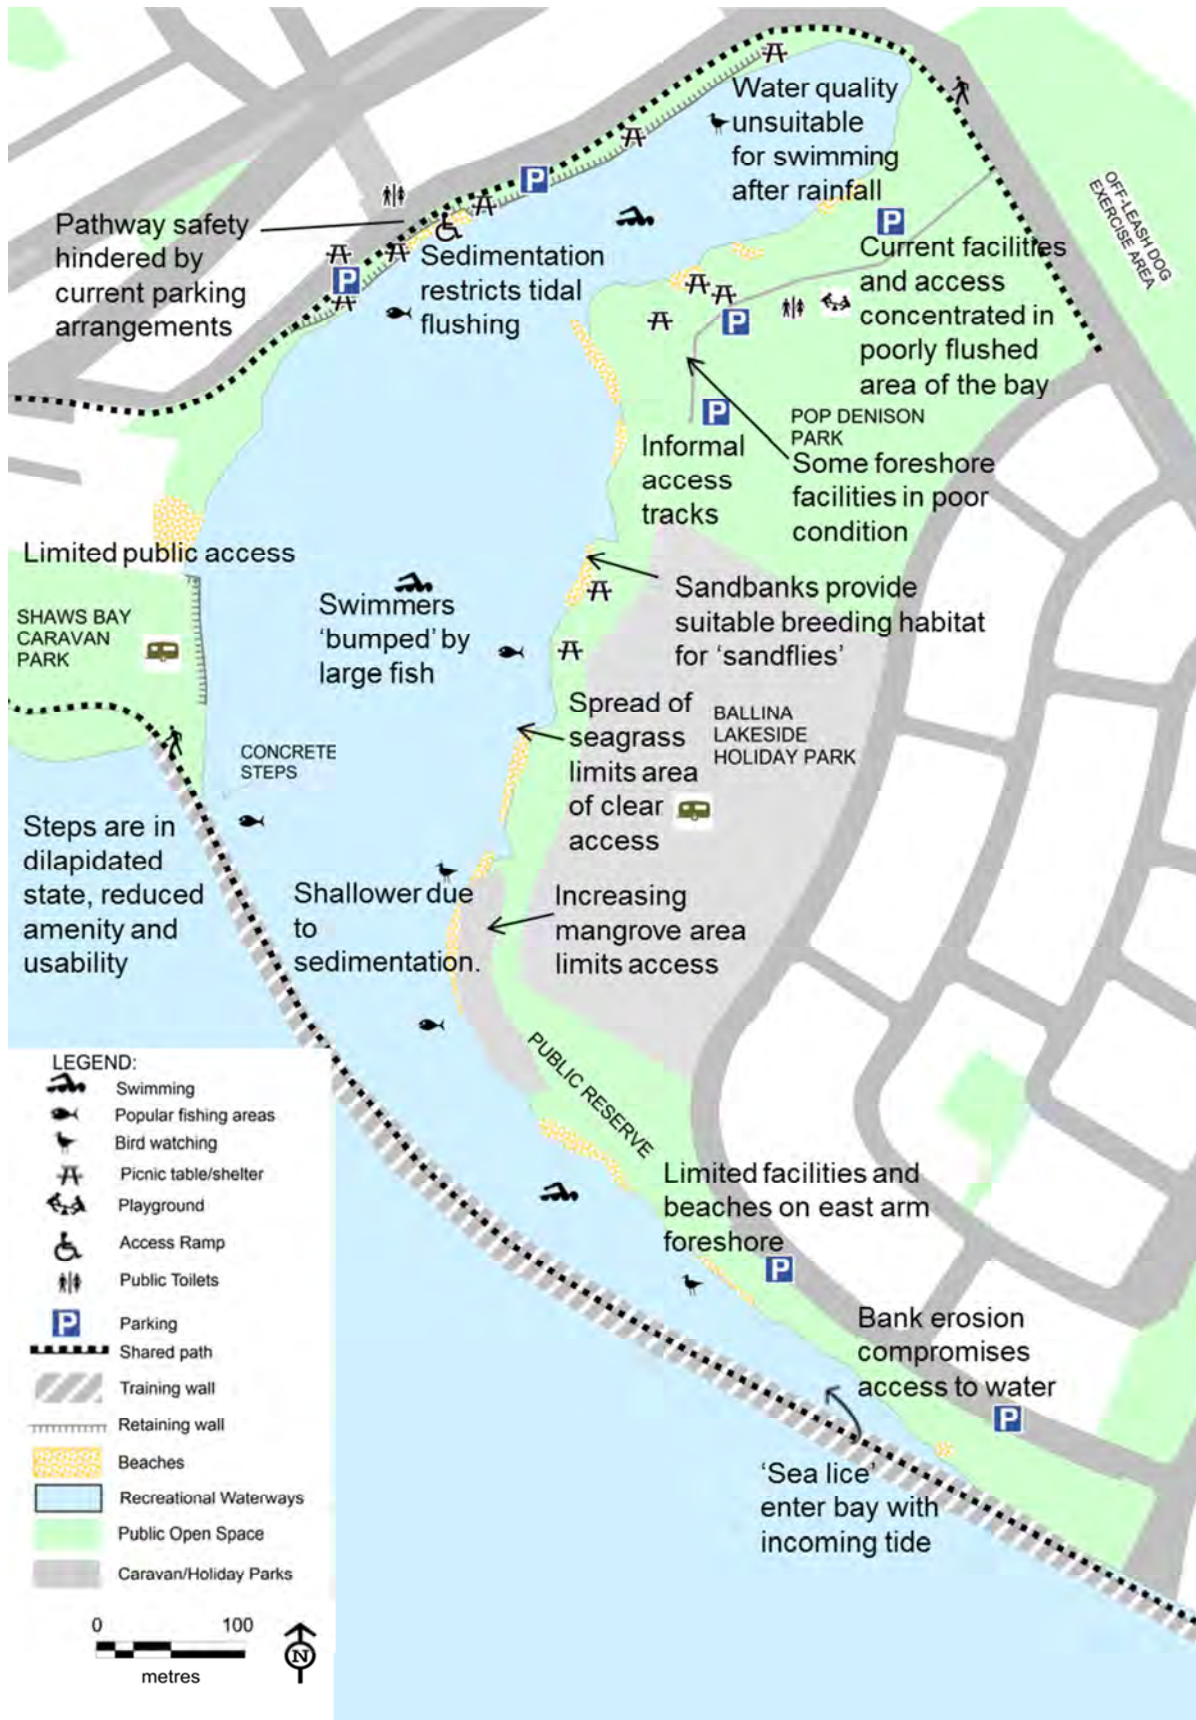 Water quality
unsuitable
for swimming
after rainfall
OFF-LEASH DOG
EXERCISE AREA
Pathway safety
hindered by
current parking
arrangements
P
P
P
Sedimentation
restricts tidal
flushing
Current facilities
and access
concentrated in
poorly flushed
area of the bay
P
P
POP DENISON
PARK
Informal
access
tracks
Some foreshore
facilities in poor
condition
Limited public access
SHAWS BAY
CARAVAN
PARK
Swimmers
'bumped' by
large fish
Sandbanks provide
suitable breeding habitat
for 'sandflies'
Spread of
seagrass
limits area
of clear
access
BALLINA
LAKESIDE
HOLIDAY PARK
CONCRETE
STEPS
Steps are in
dilapidated
state, reduced
amenity and
usability
Shallower due
to
sedimentation.
Increasing
mangrove area
limits access
PUBLIC RESERVE
Limited facilities and
beaches on east arm
foreshore
P
Bank erosion
compromises
access to water
P
'Sea lice'
enter bay with
incoming tide
LEGEND:
Swimming
Popular fishing areas
Bird watching
Picnic table/shelter
Playground
Access Ramp
Public Toilets
P Parking
Shared path
Training wall
Retaining wall
Beaches
Recreational Waterways
Public Open Space
Caravan/Holiday Parks
0 100
metres
N